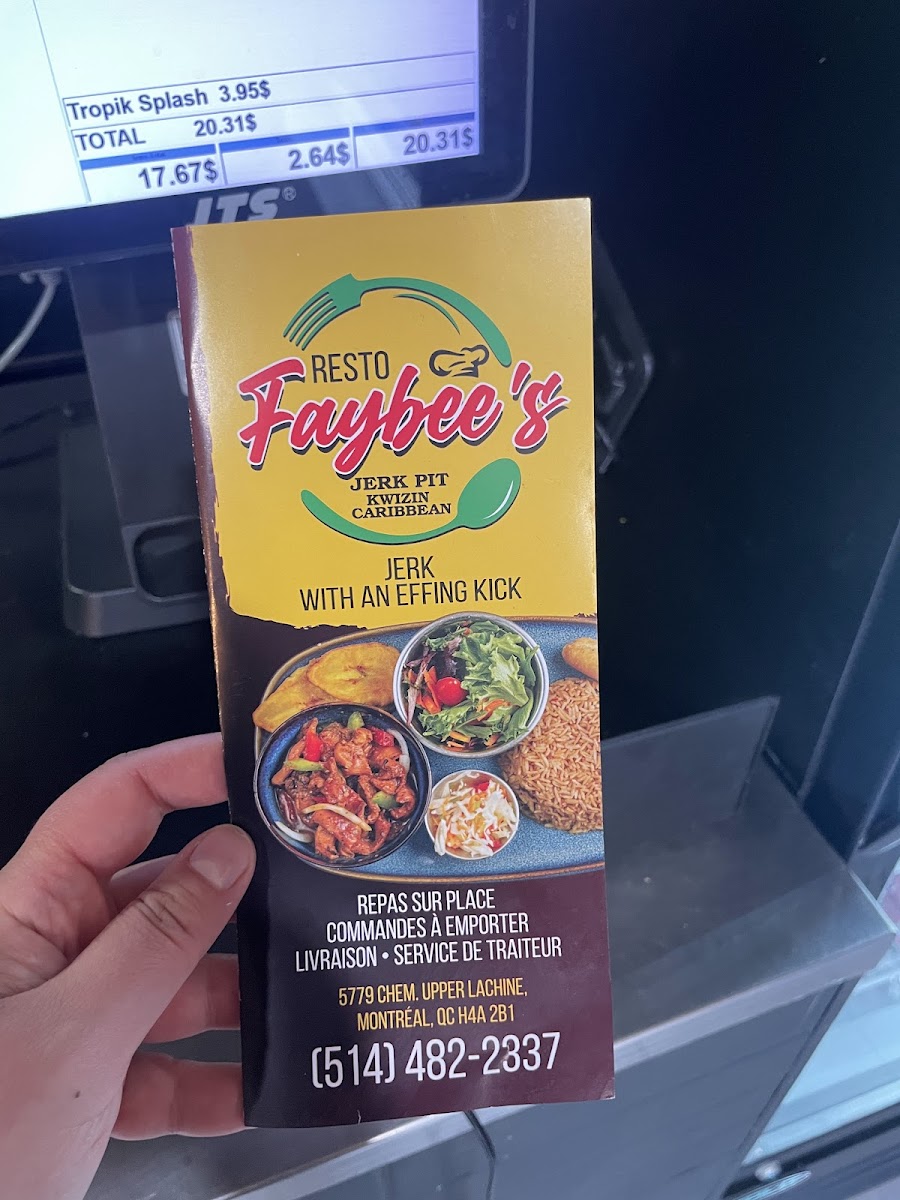 Tropik Splash 3.95$
TOTAL 20.31$
17.67$ 2.64$ 20.31$
RESTO
Faybee's
JERK PIT
KWIZIN
CARIBBEAN
JERK
WITH AN EFFING KICK
REPAS SUR PLACE
COMMANDES À EMPORTER
LIVRAISON • SERVICE DE TRAITEUR
5779 CHEM. UPPER LACHINE,
MONTRÉAL, QC H4A 2B1
(514) 482-2337